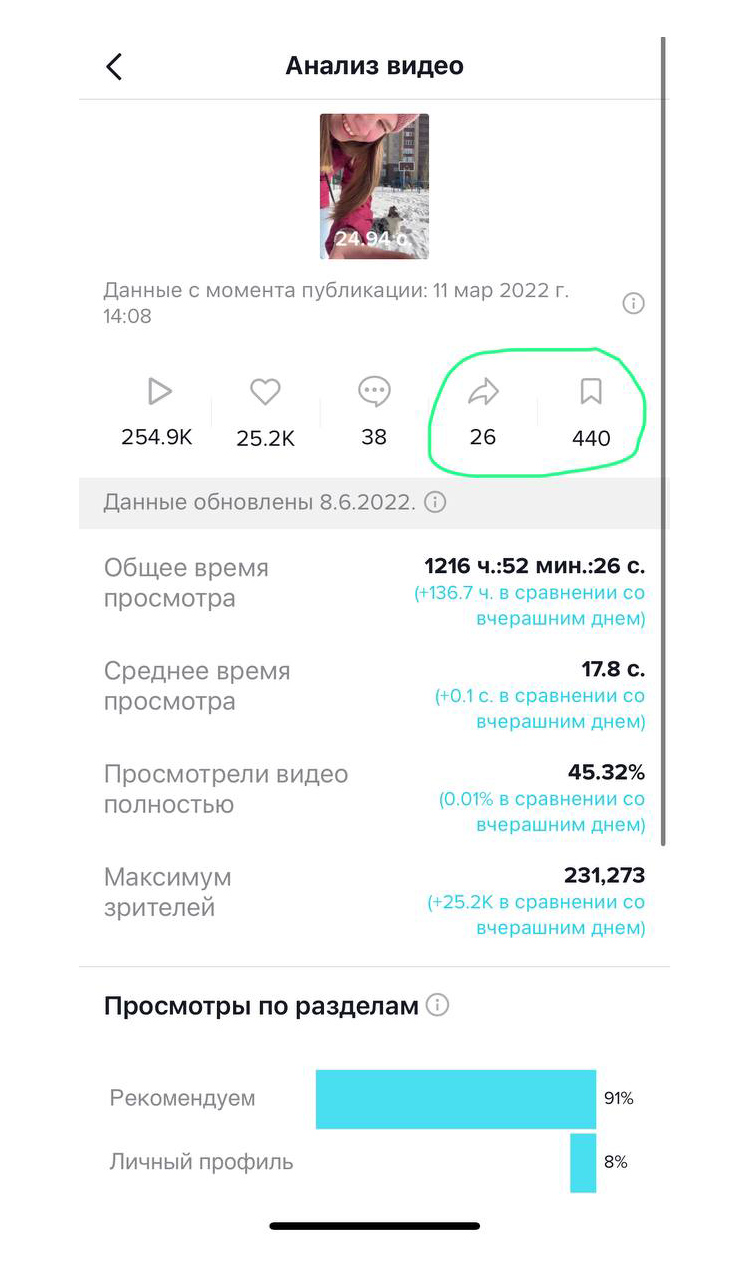 Анализ видео
24.94 с.
Данные с момента публикации: 11 мар 2022 г.
14:08
254.9K
25.2K
38
26
440
Данные обновлены 8.6.2022.
Общее время
просмотра
1216 ч.:52 мин.:26 с.
(+136.7 ч. в сравнении со
вчерашним днем)
Среднее время
просмотра
17.8 с.
(+0.1 с. в сравнении со
вчерашним днем)
Просмотрели видео
полностью
45.32%
(0.01% в сравнении со
вчерашним днем)
Максимум
зрителей
231,273
(+25.2K в сравнении со
вчерашним днем)
Просмотры по разделам
Рекомендуем
91%
Личный профиль
8%